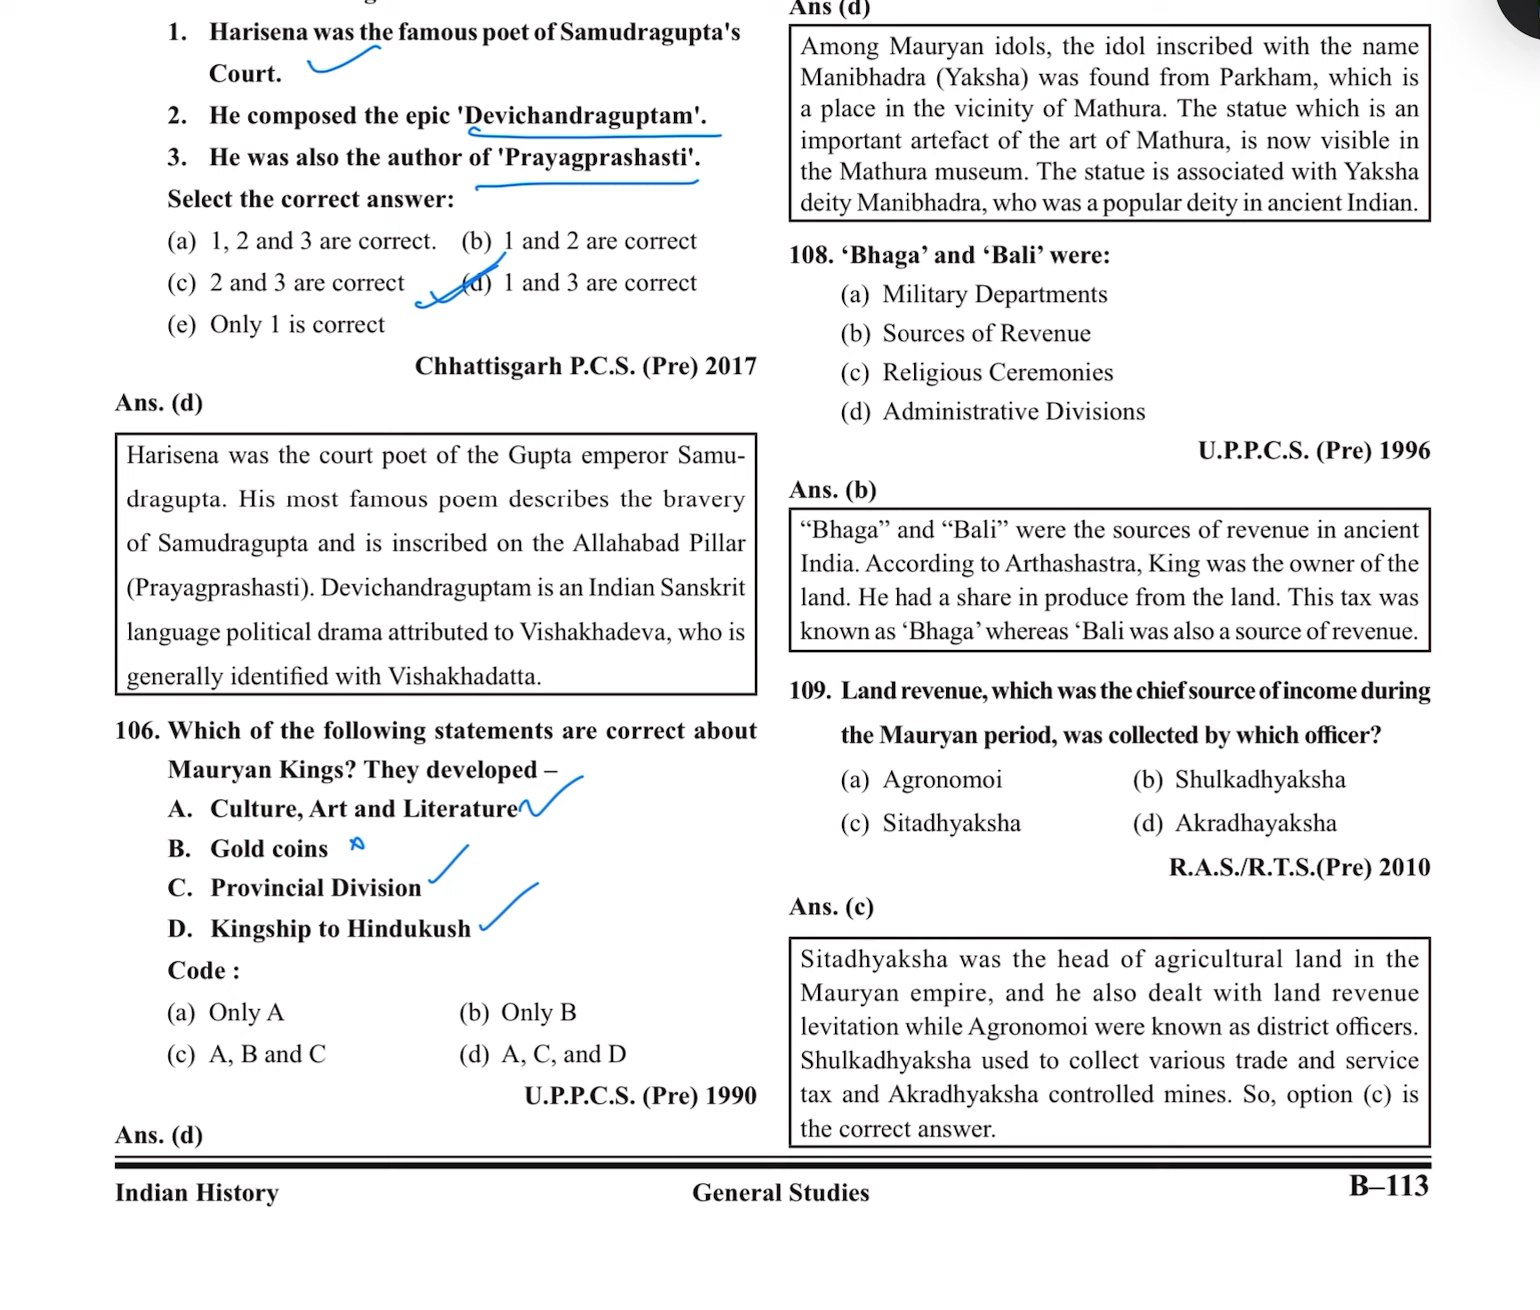 1. Harisena was the famous poet of Samudragupta's
Court.
2. He composed the epic 'Devichandraguptam'.
3. He was also the author of 'Prayagprashasti'.
Select the correct answer:
(a) 1, 2 and 3 are correct. (b) 1 and 2 are correct
(c) 2 and 3 are correct (d) 1 and 3 are correct
(e) Only 1 is correct
Chhattisgarh P.C.S. (Pre) 2017
Ans. (d)
Harisena was the court poet of the Gupta emperor Samu-
dragupta. His most famous poem describes the bravery
of Samudragupta and is inscribed on the Allahabad Pillar
(Prayagprashasti). Devichandraguptam is an Indian Sanskrit
language political drama attributed to Vishakhadeva, who is
generally identified with Vishakhadatta.
106. Which of the following statements are correct about
Mauryan Kings? They developed –
A. Culture, Art and Literature
B. Gold coins
C. Provincial Division
D. Kingship to Hindukush
Code :
(a) Only A (b) Only B
(c) A, B and C (d) A, C, and D
U.P.P.C.S. (Pre) 1990
Ans. (d)
Ans (d)
Among Mauryan idols, the idol inscribed with the name
Manibhadra (Yaksha) was found from Parkham, which is
a place in the vicinity of Mathura. The statue which is an
important artefact of the art of Mathura, is now visible in
the Mathura museum. The statue is associated with Yaksha
deity Manibhadra, who was a popular deity in ancient Indian.
108. ‘Bhaga’ and ‘Bali’ were:
(a) Military Departments
(b) Sources of Revenue
(c) Religious Ceremonies
(d) Administrative Divisions
U.P.P.C.S. (Pre) 1996
Ans. (b)
“Bhaga” and “Bali” were the sources of revenue in ancient
India. According to Arthashastra, King was the owner of the
land. He had a share in produce from the land. This tax was
known as ‘Bhaga’ whereas ‘Bali was also a source of revenue.
109. Land revenue, which was the chief source of income during
the Mauryan period, was collected by which officer?
(a) Agronomoi (b) Shulkadhyaksha
(c) Sitadhyaksha (d) Akradhayaksha
R.A.S./R.T.S.(Pre) 2010
Ans. (c)
Sitadhyaksha was the head of agricultural land in the
Mauryan empire, and he also dealt with land revenue
levitation while Agronomoi were known as district officers.
Shulkadhyaksha used to collect various trade and service
tax and Akradhyaksha controlled mines. So, option (c) is
the correct answer.
Indian History General Studies B–113